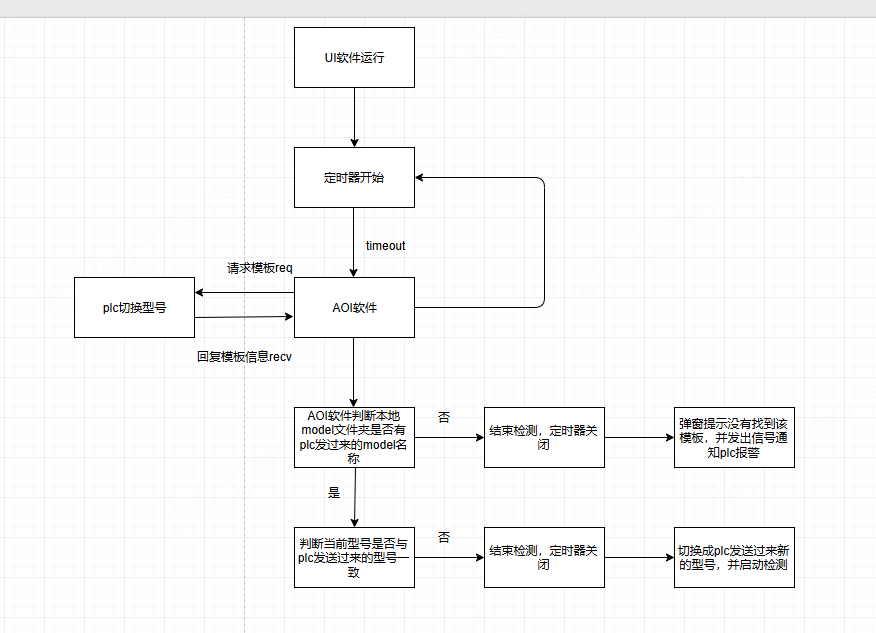 UI软件运行
定时器开始
timeout
请求模板req
plc切换型号
AOI软件
回复模板信息recv
AOI软件判断本地
model文件夹是否有
plc发过来的model名
称
否
结束检测，定时器关
闭
弹窗提示没有找到该
模板，并发出信号通
知plc报警
是
判断当前型号是否与
plc发送过来的型号一
致
否
结束检测，定时器关
闭
切换成plc发送过来新
的型号，并启动检测